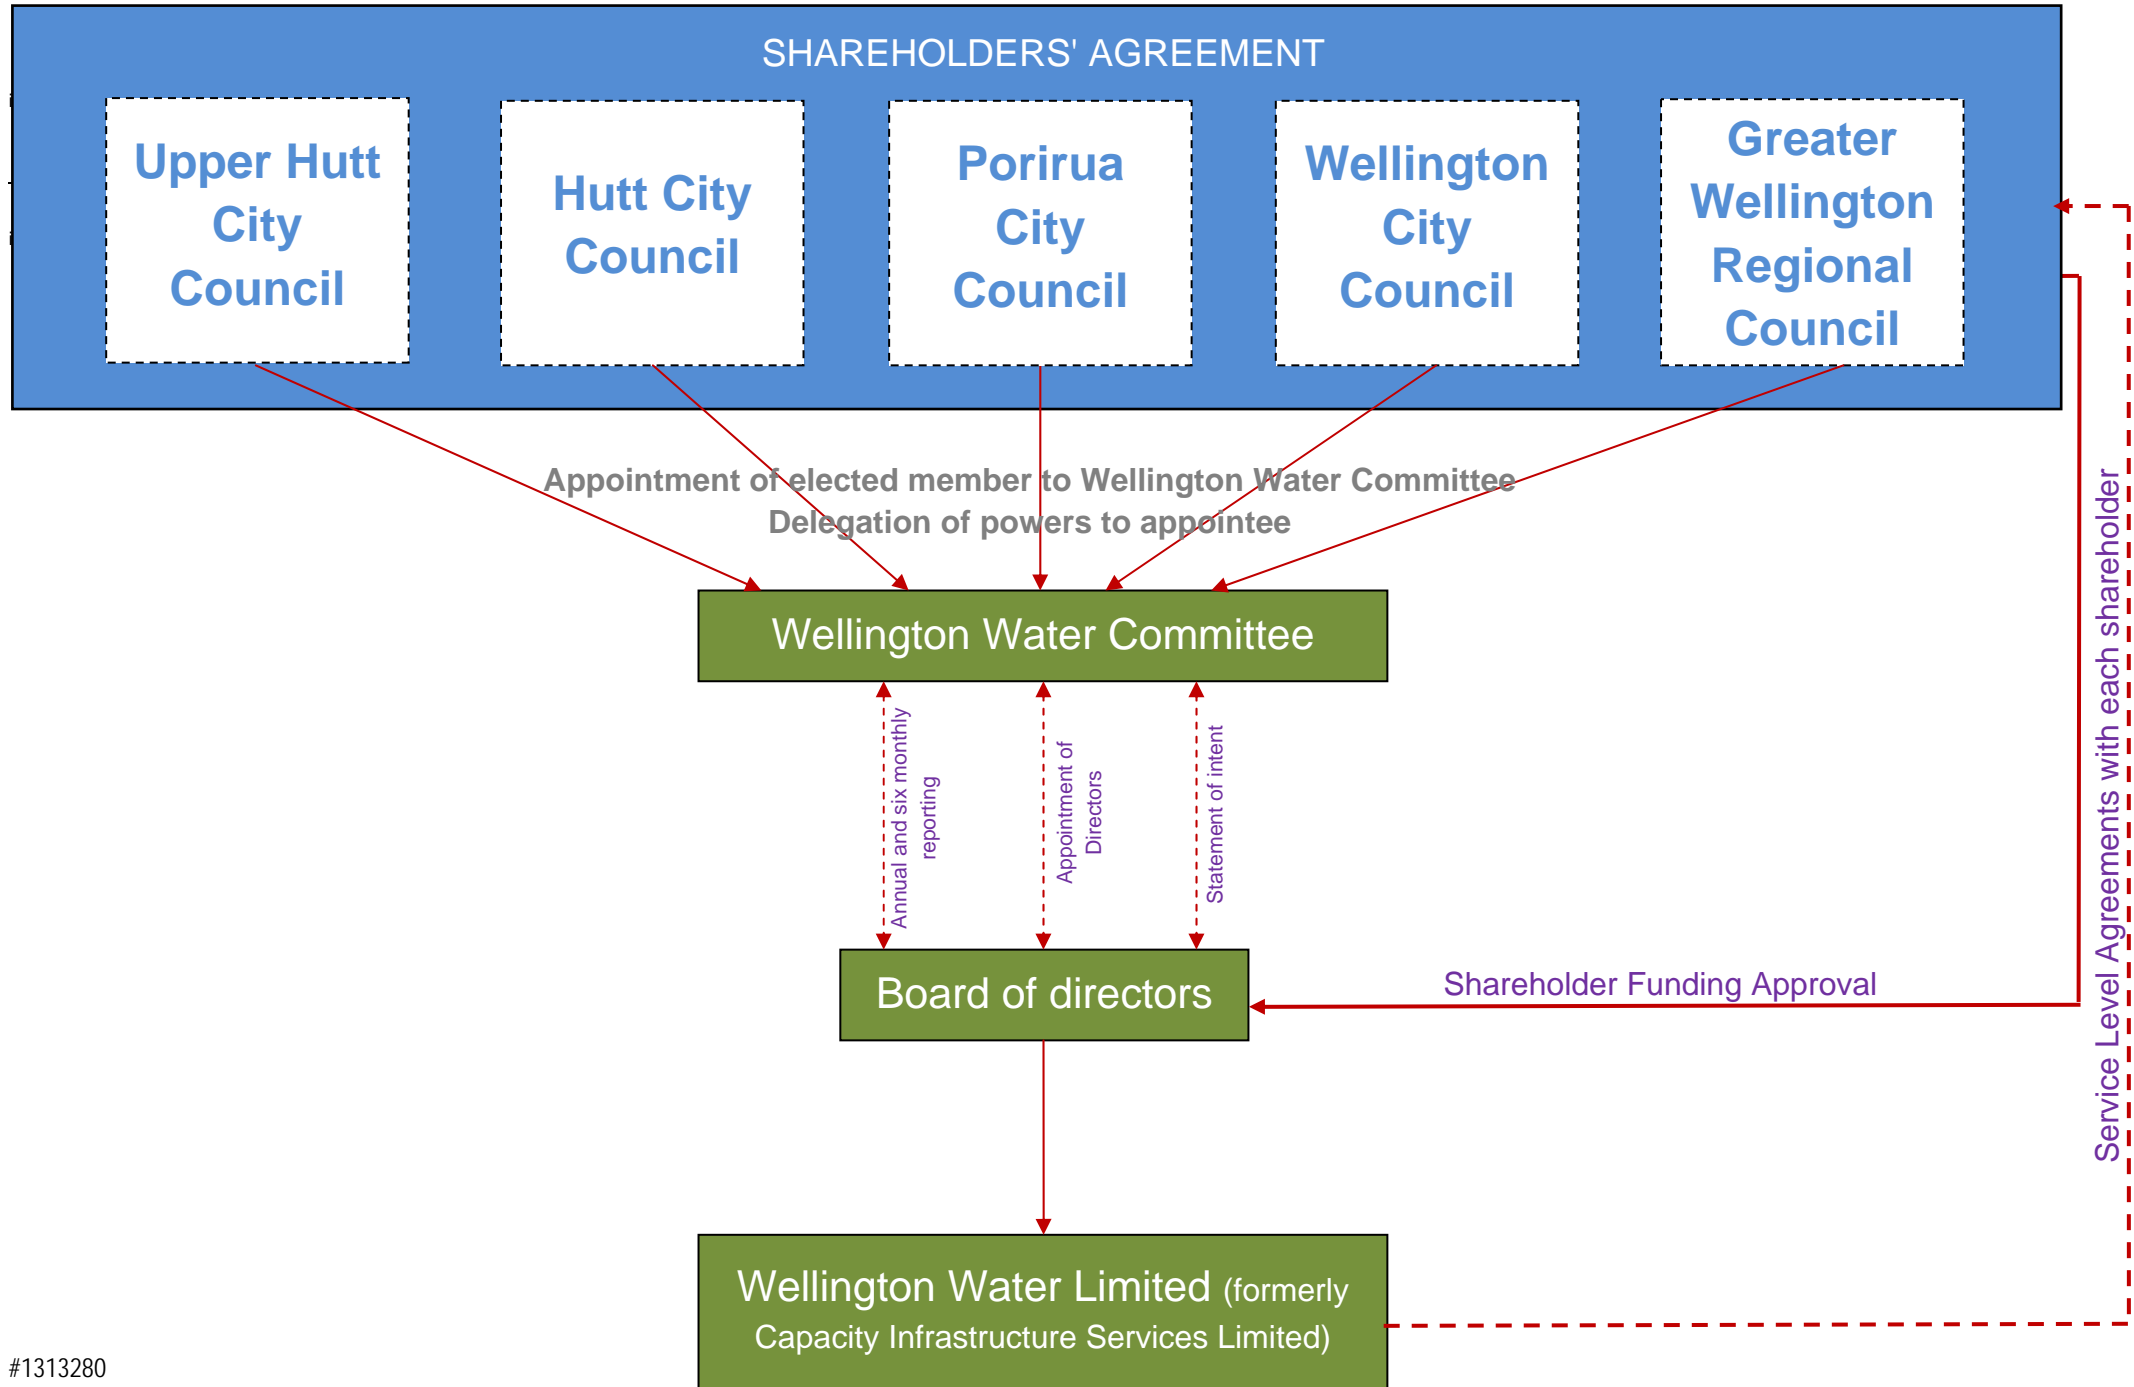 SHAREHOLDERS' AGREEMENT
Upper Hutt
City
Council
Hutt City
Council
Porirua
City
Council
Wellington
City
Council
Greater
Wellington
Regional
Council
Appointment of elected member to Wellington Water Committee
Delegation of powers to appointee
Wellington Water Committee
Annual and six monthly
reporting
Appointment of
Directors
Statement of intent
Board of directors
Shareholder Funding Approval
Service Level Agreements with each shareholder
Wellington Water Limited (formerly
Capacity Infrastructure Services Limited)
#1313280